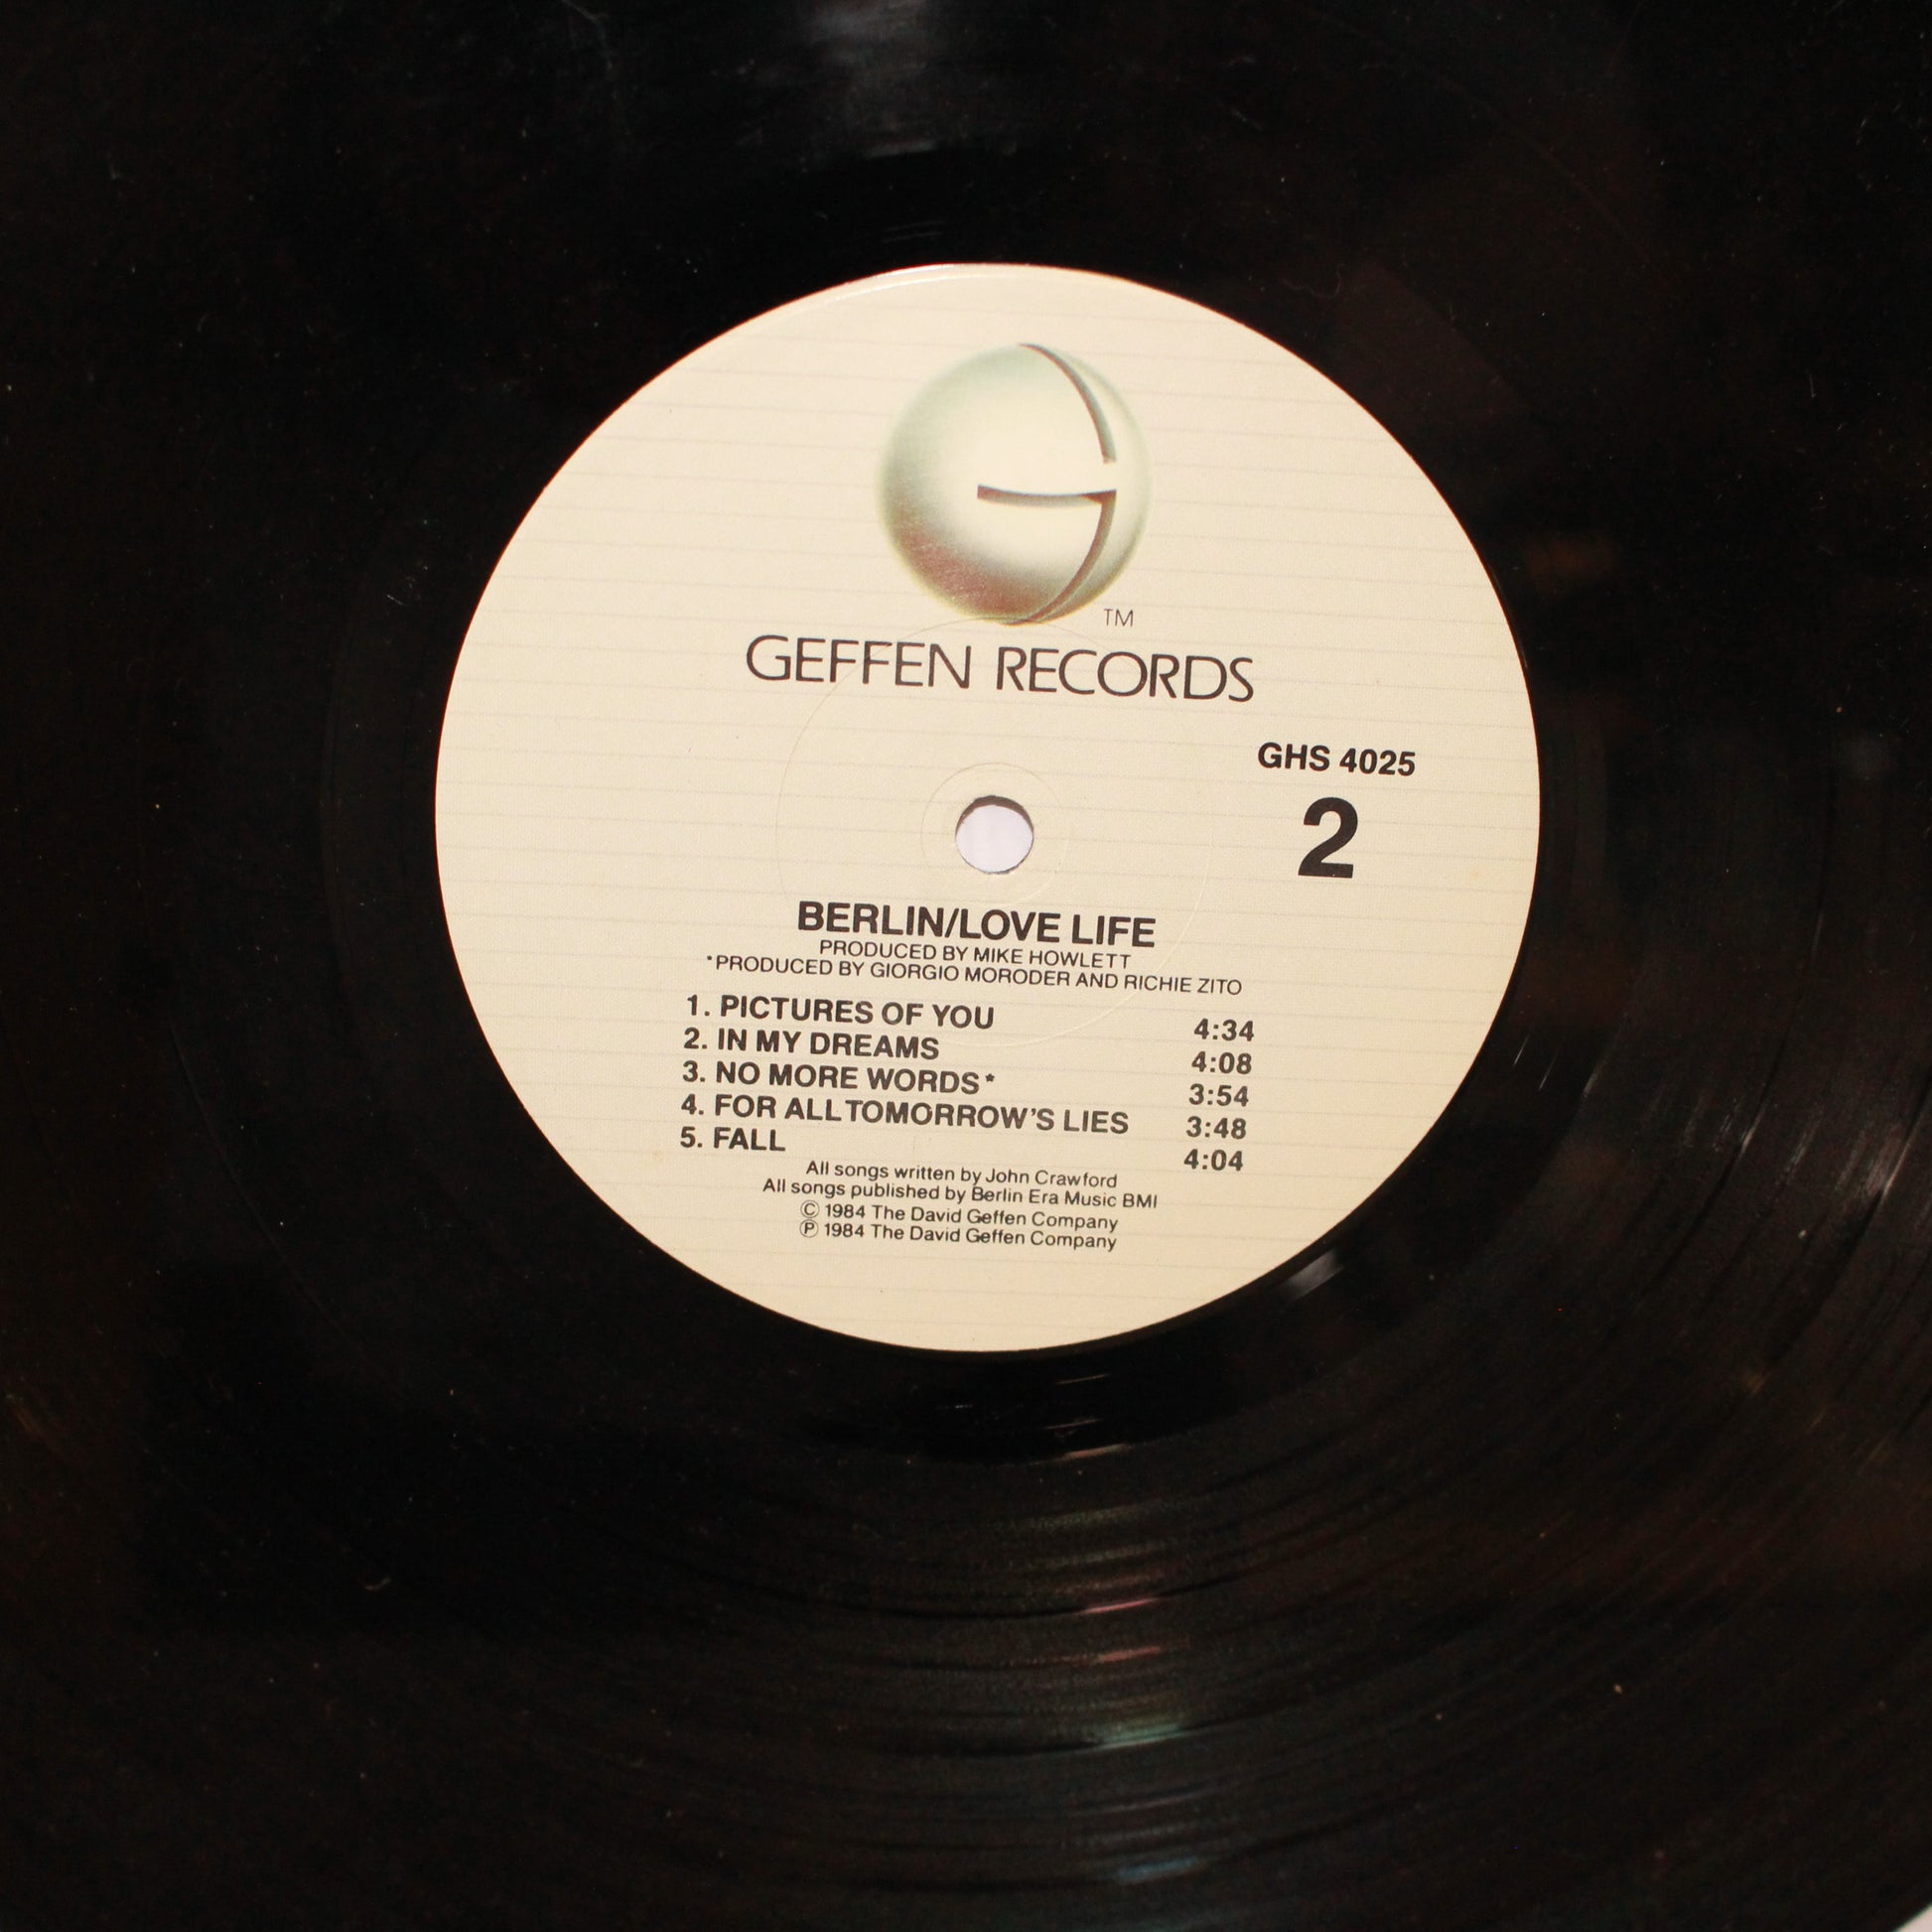 TM
GEFFEN RECORDS
GHS 4025
2
BERLIN/LOVE LIFE
PRODUCED BY MIKE HOWLETT
*PRODUCED BY GIORGIO MORODER AND RICHIE ZITO
1. PICTURES OF YOU 4:34
2. IN MY DREAMS 4:08
3. NO MORE WORDS* 3:54
4. FOR ALL TOMORROW'S LIES 3:48
5. FALL 4:04
All songs written by John Crawford
All songs published by Berlin Era Music BMI
© 1984 The David Geffen Company
℗ 1984 The David Geffen Company